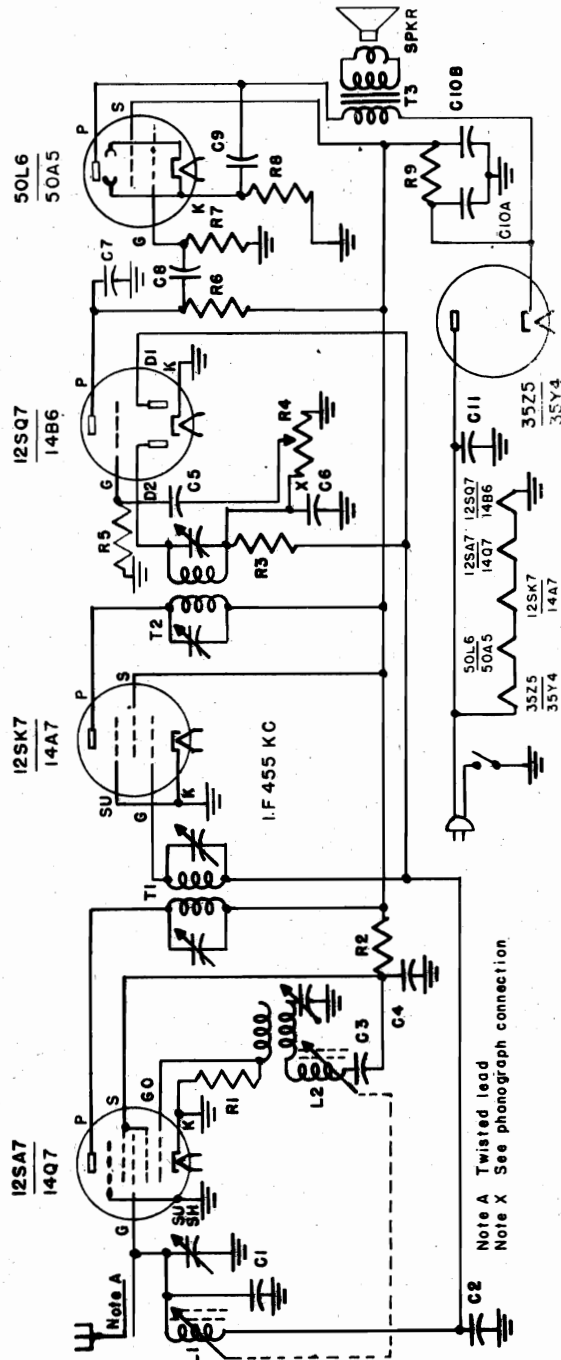 12SA7
14Q7
12SK7
14A7
12SQ7
14B6
50L6
50A5
Note A
G
P
S
GO
SU
SH
K
R1
C1
C2
L2
C3
C4
R2
T1
SU
G
K
P
S
I.F 455 KC
T2
R5
G
D2
P
D1
K
C5
R4
X
C6
R3
C7
C8
R6
R7
G
K
P
S
C9
R8
T3
SPKR
R9
C10A
C10B
C11
35Z5
35Y4
35Z5
35Y4
50L6
50A5
12SK7
14A7
12SA7
14Q7
12SQ7
14B6
Note A Twisted lead
Note X See phonograph connection